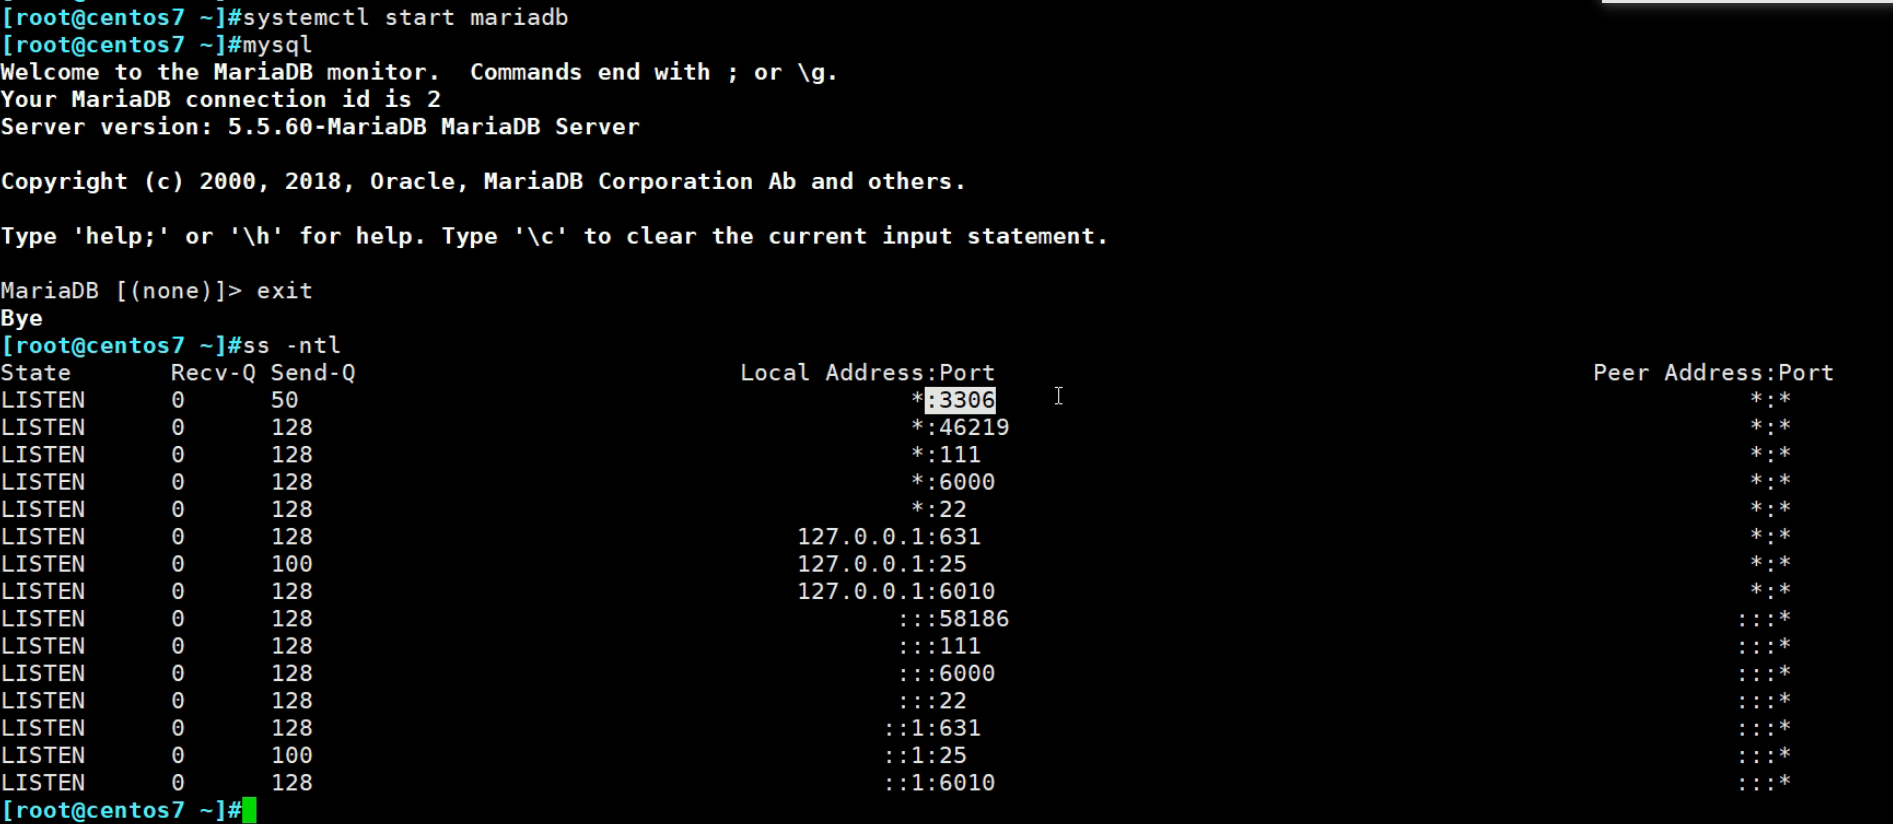 [root@centos7 ~]#systemctl start mariadb
[root@centos7 ~]#mysql
Welcome to the MariaDB monitor.  Commands end with ; or \g.
Your MariaDB connection id is 2
Server version: 5.5.60-MariaDB MariaDB Server
Copyright (c) 2000, 2018, Oracle, MariaDB Corporation Ab and others.
Type 'help;' or '\h' for help. Type '\c' to clear the current input statement.
MariaDB [(none)]> exit
Bye
[root@centos7 ~]#ss -ntl
State Recv-Q Send-Q Local Address:Port Peer Address:Port
LISTEN 0 50 *:3306 *:*
LISTEN 0 128 *:46219 *:*
LISTEN 0 128 *:111 *:*
LISTEN 0 128 *:6000 *:*
LISTEN 0 128 *:22 *:*
LISTEN 0 128 127.0.0.1:631 *:*
LISTEN 0 100 127.0.0.1:25 *:*
LISTEN 0 128 127.0.0.1:6010 *:*
LISTEN 0 128 :::58186 :::*
LISTEN 0 128 :::111 :::*
LISTEN 0 128 :::6000 :::*
LISTEN 0 128 :::22 :::*
LISTEN 0 128 ::1:631 :::*
LISTEN 0 100 ::1:25 :::*
LISTEN 0 128 ::1:6010 :::*
[root@centos7 ~]#